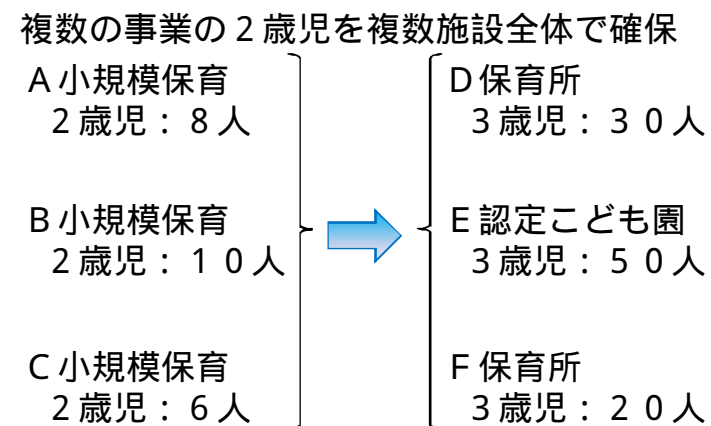 複数の事業の２歳児を複数施設全体で確保
Ａ小規模保育
２歳児：８人
Ｂ小規模保育
２歳児：１０人
Ｃ小規模保育
２歳児：６人
Ｄ保育所
３歳児：３０人
Ｅ認定こども園
３歳児：５０人
Ｆ保育所
３歳児：２０人